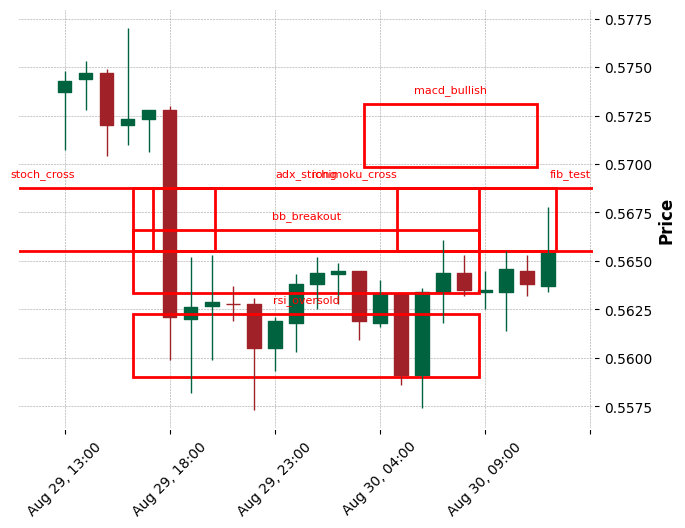 0.5775
0.5750
0.5725
0.5700
0.5675
0.5650
0.5625
0.5600
0.5575
Price
macd_bullish
stoch_cross
adx_strong
ichimoku_cross
fib_test
bb_breakout
rsi_oversold
Aug 29, 13:00
Aug 29, 18:00
Aug 29, 23:00
Aug 30, 04:00
Aug 30, 09:00